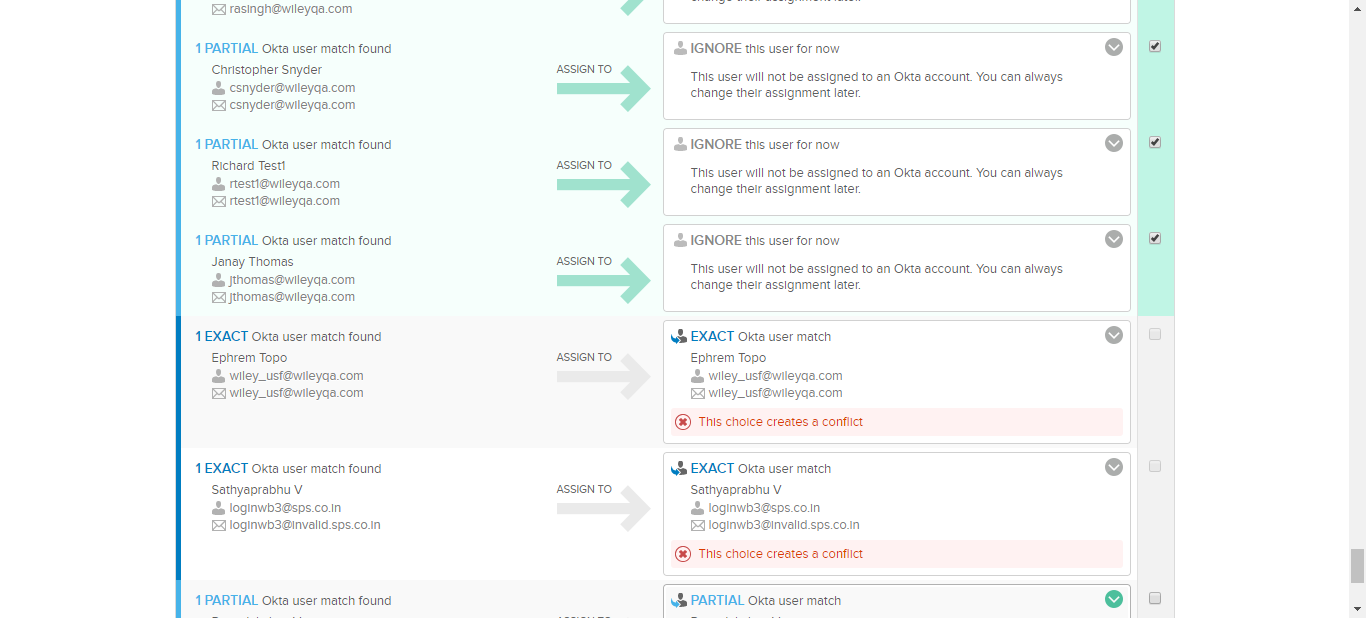 rasingh@wileyqa.com
change their assignment later.
1 PARTIAL Okta user match found
Christopher Snyder
csnyder@wileyqa.com
csnyder@wileyqa.com
ASSIGN TO
IGNORE this user for now
This user will not be assigned to an Okta account. You can always
change their assignment later.
1 PARTIAL Okta user match found
Richard Test1
rtest1@wileyqa.com
rtest1@wileyqa.com
ASSIGN TO
IGNORE this user for now
This user will not be assigned to an Okta account. You can always
change their assignment later.
1 PARTIAL Okta user match found
Janay Thomas
jthomas@wileyqa.com
jthomas@wileyqa.com
ASSIGN TO
IGNORE this user for now
This user will not be assigned to an Okta account. You can always
change their assignment later.
1 EXACT Okta user match found
Ephrem Topo
wiley_usf@wileyqa.com
wiley_usf@wileyqa.com
ASSIGN TO
EXACT Okta user match
Ephrem Topo
wiley_usf@wileyqa.com
wiley_usf@wileyqa.com
This choice creates a conflict
1 EXACT Okta user match found
Sathyaprabhu V
loginwb3@sps.co.in
loginwb3@invalid.sps.co.in
ASSIGN TO
EXACT Okta user match
Sathyaprabhu V
loginwb3@sps.co.in
loginwb3@invalid.sps.co.in
This choice creates a conflict
1 PARTIAL Okta user match found
PARTIAL Okta user match